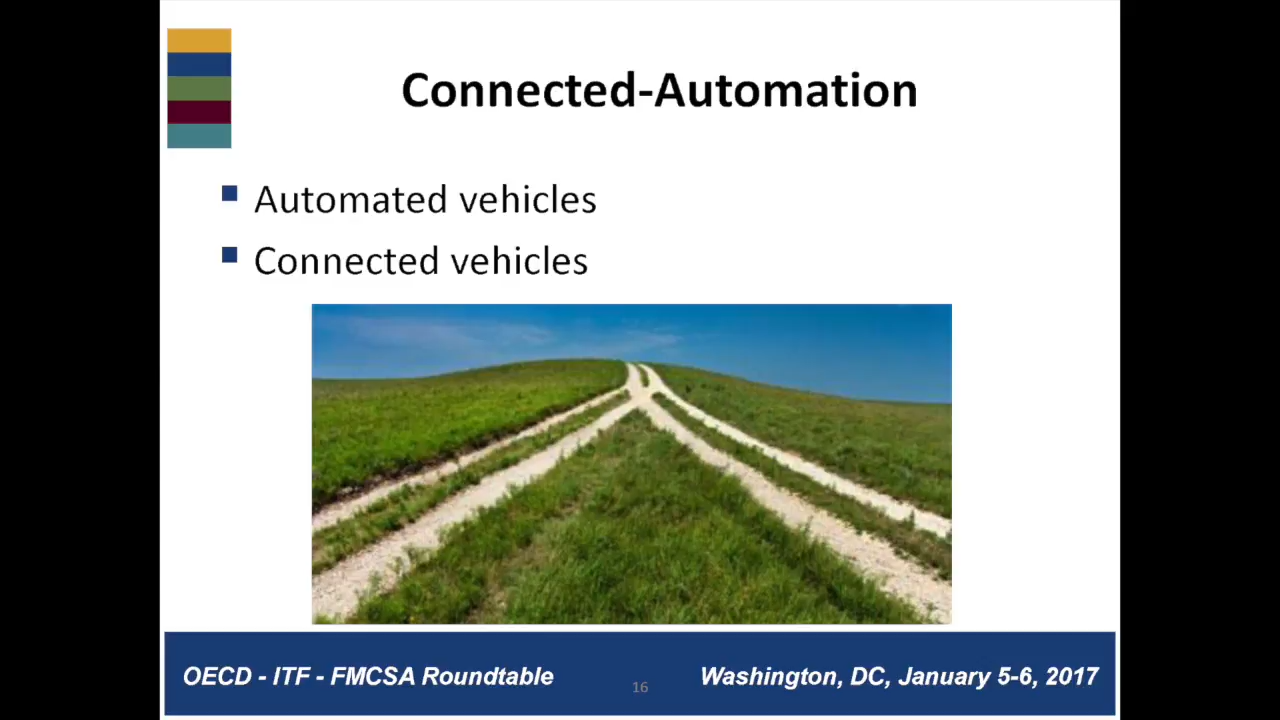 Connected-Automation
Automated vehicles
Connected vehicles
OECD - ITF - FMCSA Roundtable
16
Washington, DC, January 5-6, 2017